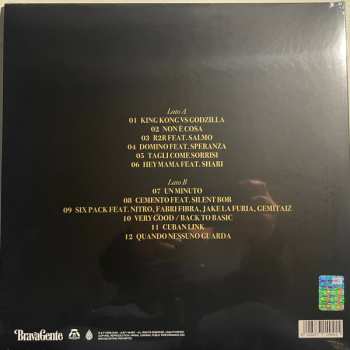 Lato A
01 KING KONG VS GODZILLA
02 NON È COSA
03 R2R FEAT. SALMO
04 DOMINO FEAT. SPERANZA
05 TAGLI COME SORRISI
06 HEY MAMA FEAT. SHARI
Lato B
07 UN MINUTO
08 CEMENTO FEAT. SILENT BOB
09 SIX PACK FEAT. NITRO, FABRI FIBRA, JAKE LA FURIA, GEMITAIZ
10 VERY GOOD / BACK TO BASIC
11 CUBAN LINK
12 QUANDO NESSUNO GUARDA
BravaGente